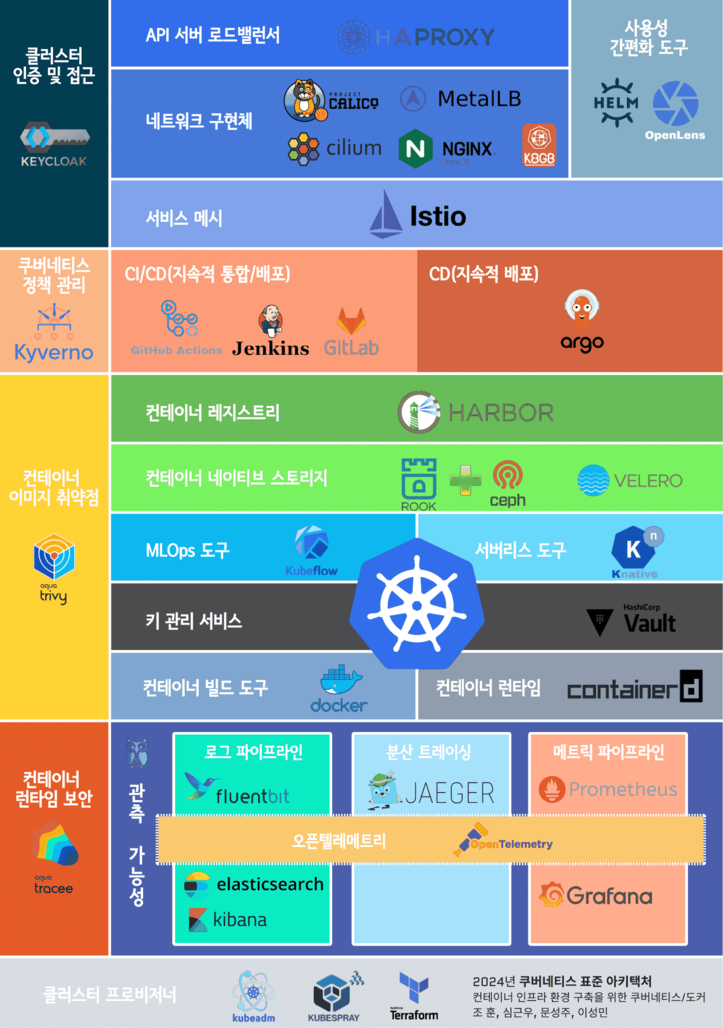 클러스터
인증 및 접근
KEYCLOAK
API 서버 로드밸런서
HAPROXY
사용성
간편화 도구
HELM
OpenLens
네트워크 구현체
PROJECT
CALICO
MetalLB
cilium
N
NGINX
K8GB
서비스 메시
Istio
쿠버네티스
정책 관리
Kyverno
CI/CD(지속적 통합/배포)
GitHub Actions
Jenkins
GitLab
CD(지속적 배포)
argo
컨테이너
이미지 취약점
aqua
trivy
컨테이너 레지스트리
HARBOR
컨테이너 네이티브 스토리지
ROOK
ceph
VELERO
MLOps 도구
Kubeflow
서버리스 도구
K
n
Knative
키 관리 서비스
HashiCorp
Vault
컨테이너 빌드 도구
docker
컨테이너 런타임
containerd
컨테이너
런타임 보안
aqua
tracee
관측 가능성
로그 파이프라인
fluentbit
분산 트레이싱
JAEGER
메트릭 파이프라인
Prometheus
오픈텔레메트리
OpenTelemetry
elasticsearch
kibana
Grafana
클러스터 프로비저너
kubeadm
KUBESPRAY
Terraform
2024년 쿠버네티스 표준 아키택처
컨테이너 인프라 환경 구축을 위한 쿠버네티스/도커
조 훈, 심근우, 문성주, 이성민